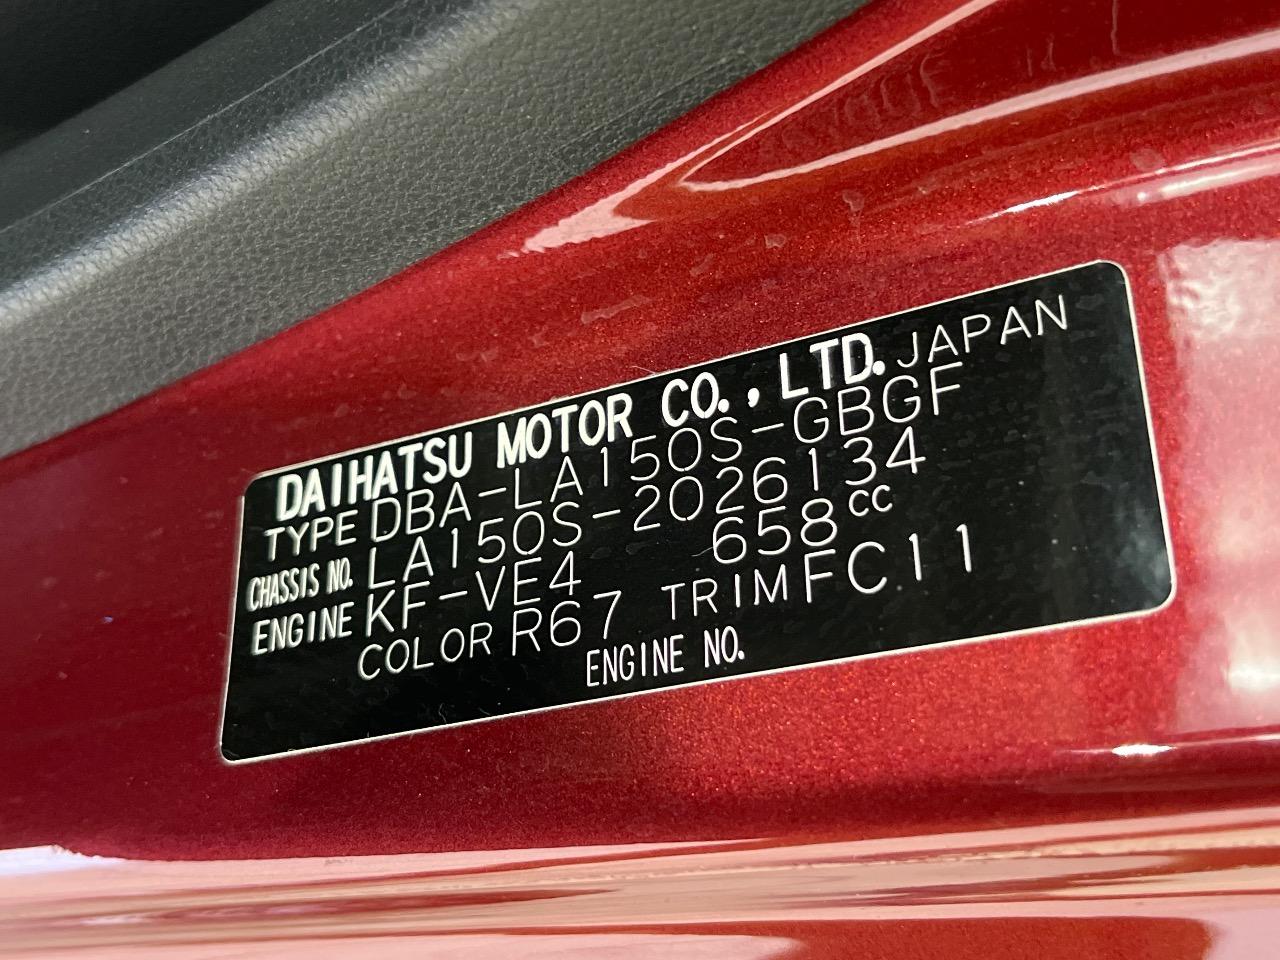 DAIHATSU MOTOR CO., LTD. JAPAN
TYPE DBA-LA150S-GBGF
CHASSIS NO. LA150S-2026134
ENGINE KF-VE4 658cc
COLOR R67 TRIM FC11
ENGINE NO.